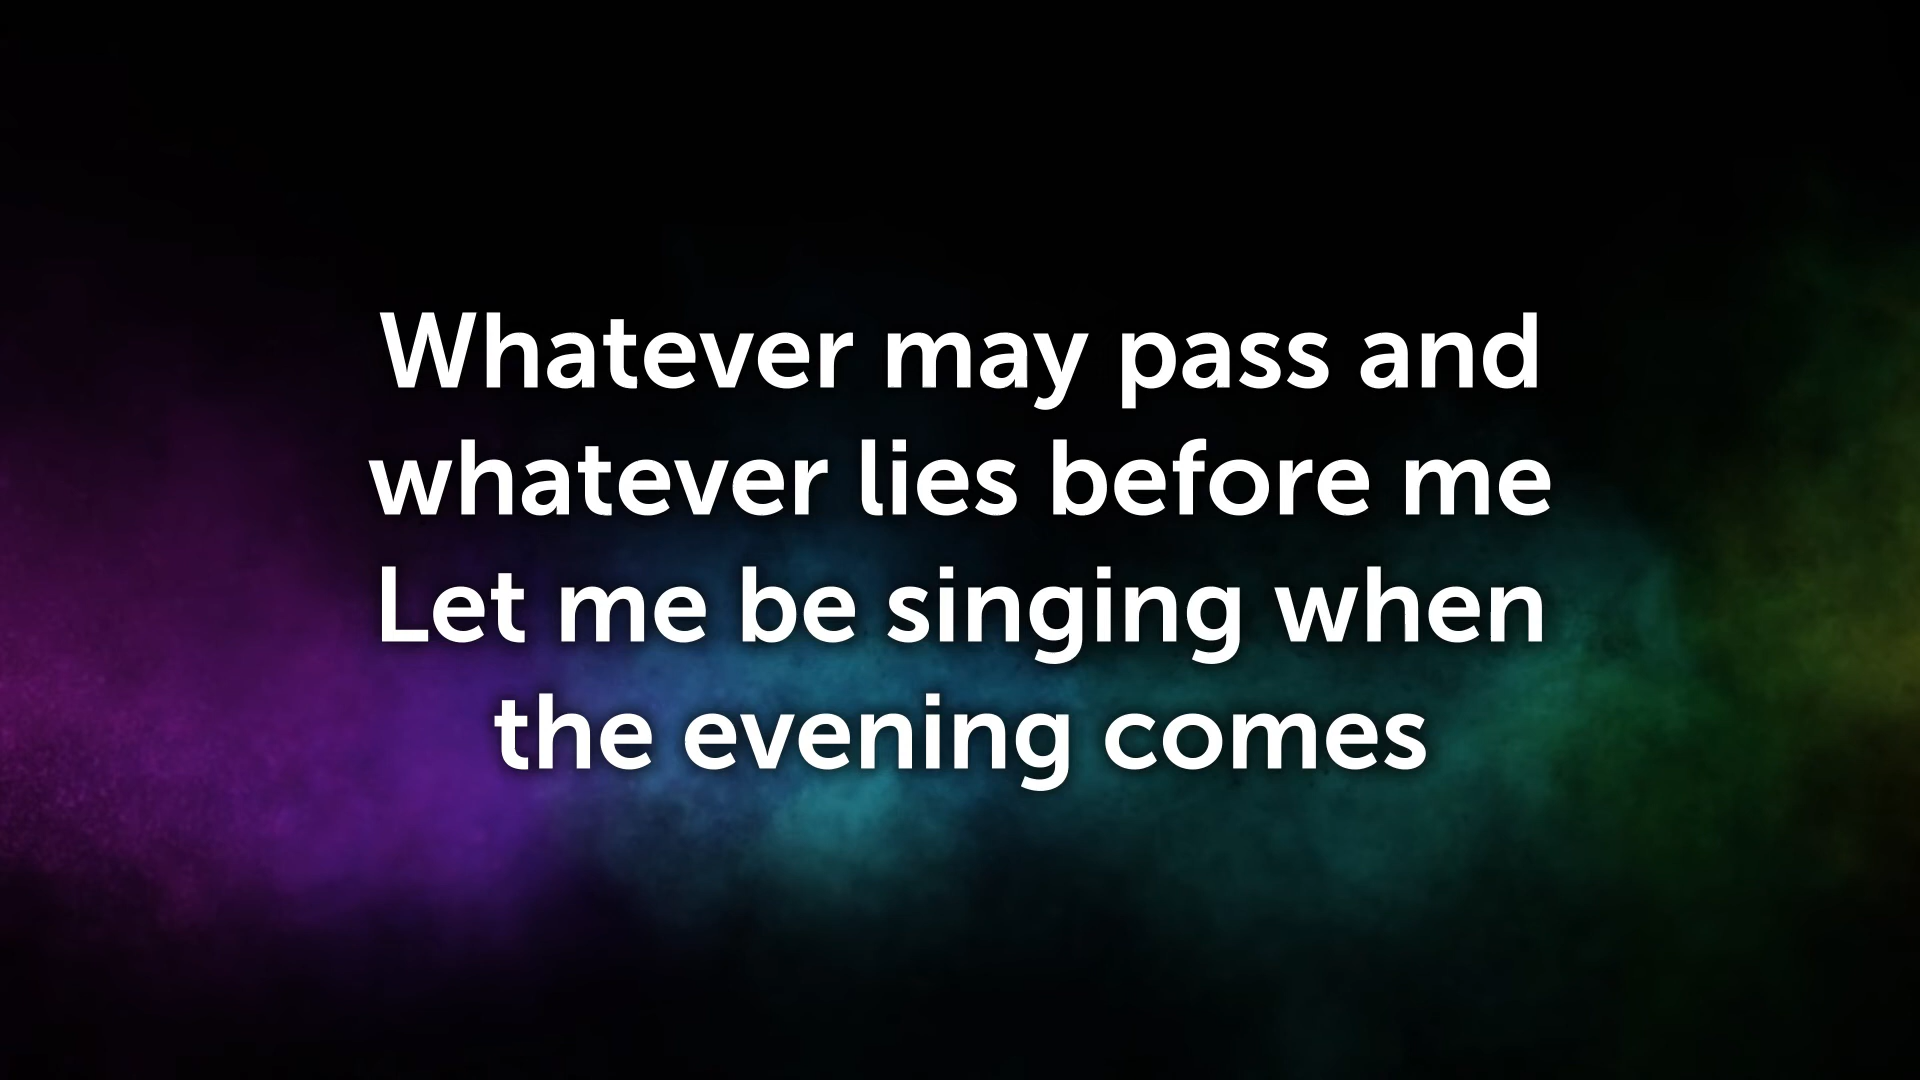 Whatever may pass and
whatever lies before me
Let me be singing when
the evening comes